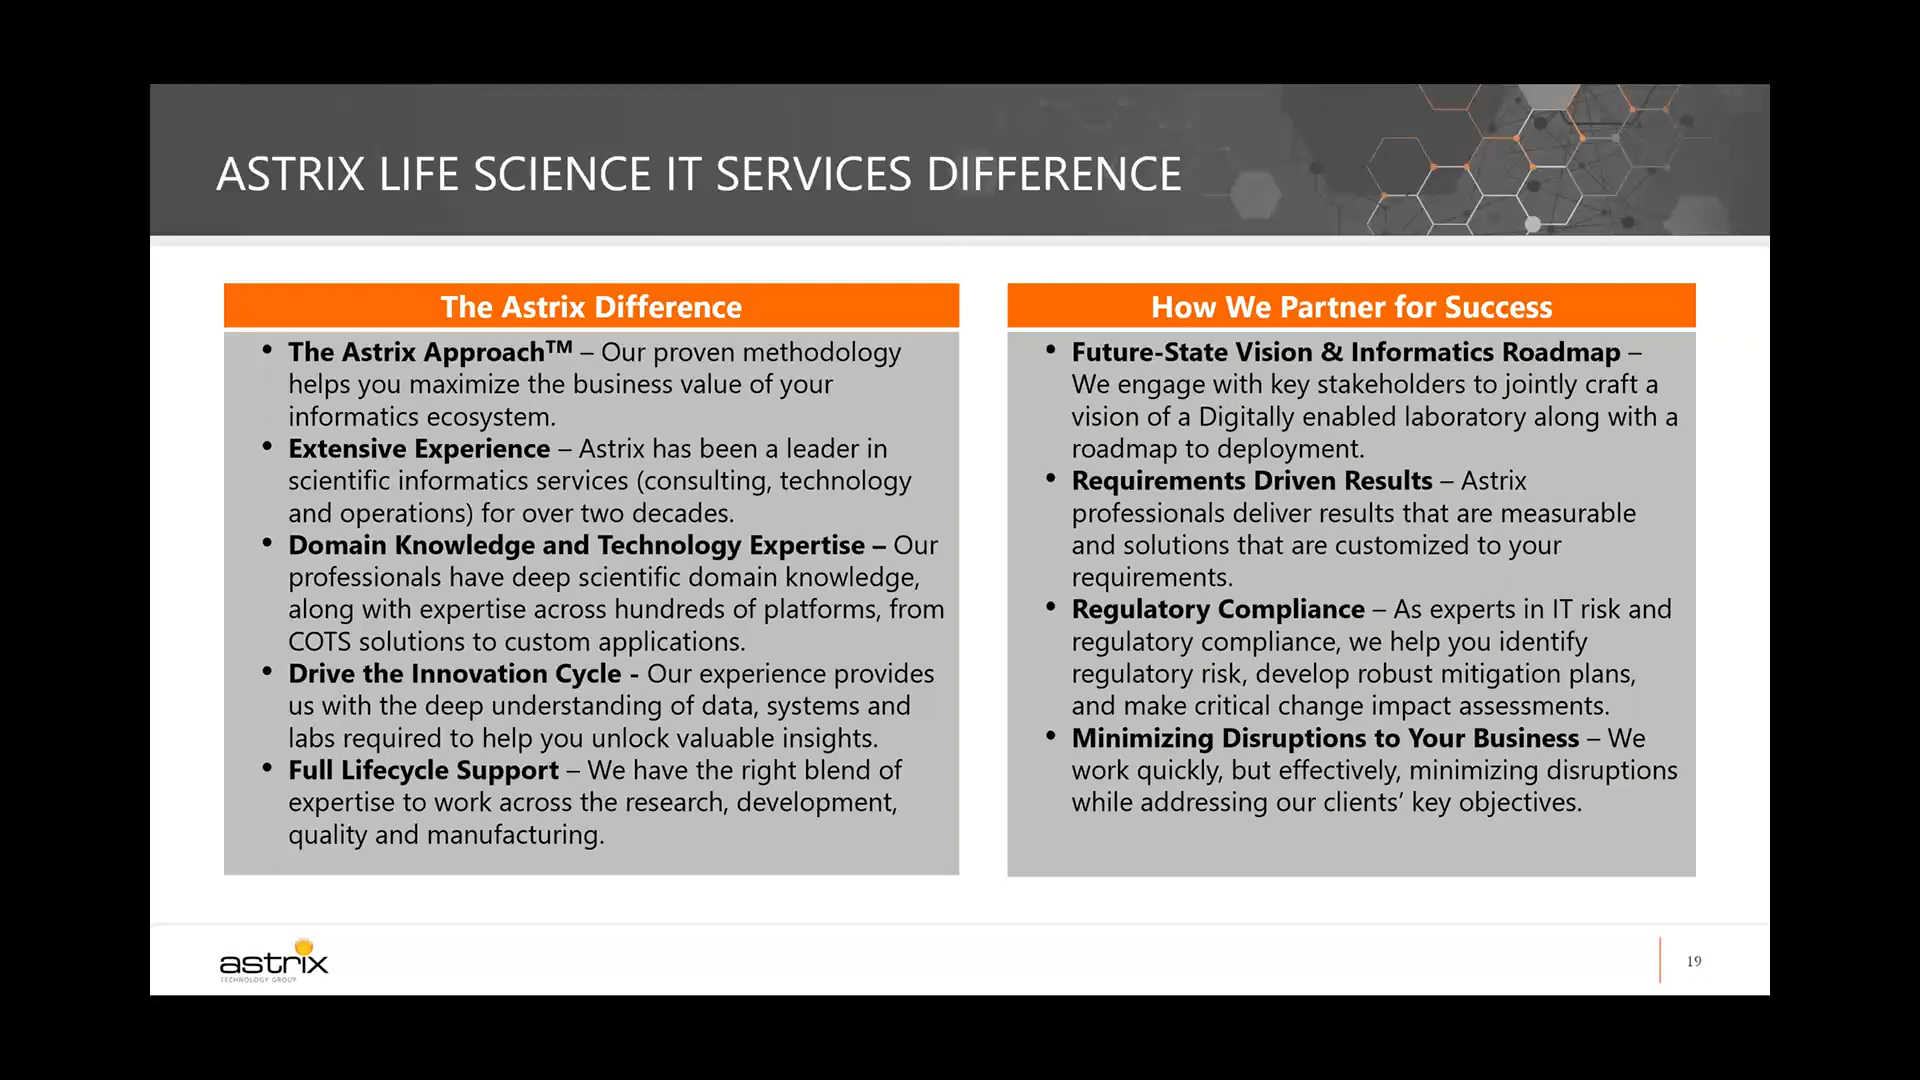 ASTRIX LIFE SCIENCE IT SERVICES DIFFERENCE
The Astrix Difference
• The Astrix Approach™ – Our proven methodology
helps you maximize the business value of your
informatics ecosystem.
• Extensive Experience – Astrix has been a leader in
scientific informatics services (consulting, technology
and operations) for over two decades.
• Domain Knowledge and Technology Expertise – Our
professionals have deep scientific domain knowledge,
along with expertise across hundreds of platforms, from
COTS solutions to custom applications.
• Drive the Innovation Cycle - Our experience provides
us with the deep understanding of data, systems and
labs required to help you unlock valuable insights.
• Full Lifecycle Support – We have the right blend of
expertise to work across the research, development,
quality and manufacturing.
How We Partner for Success
• Future-State Vision & Informatics Roadmap –
We engage with key stakeholders to jointly craft a
vision of a Digitally enabled laboratory along with a
roadmap to deployment.
• Requirements Driven Results – Astrix
professionals deliver results that are measurable
and solutions that are customized to your
requirements.
• Regulatory Compliance – As experts in IT risk and
regulatory compliance, we help you identify
regulatory risk, develop robust mitigation plans,
and make critical change impact assessments.
• Minimizing Disruptions to Your Business – We
work quickly, but effectively, minimizing disruptions
while addressing our clients’ key objectives.
astrix
TECHNOLOGY GROUP
19